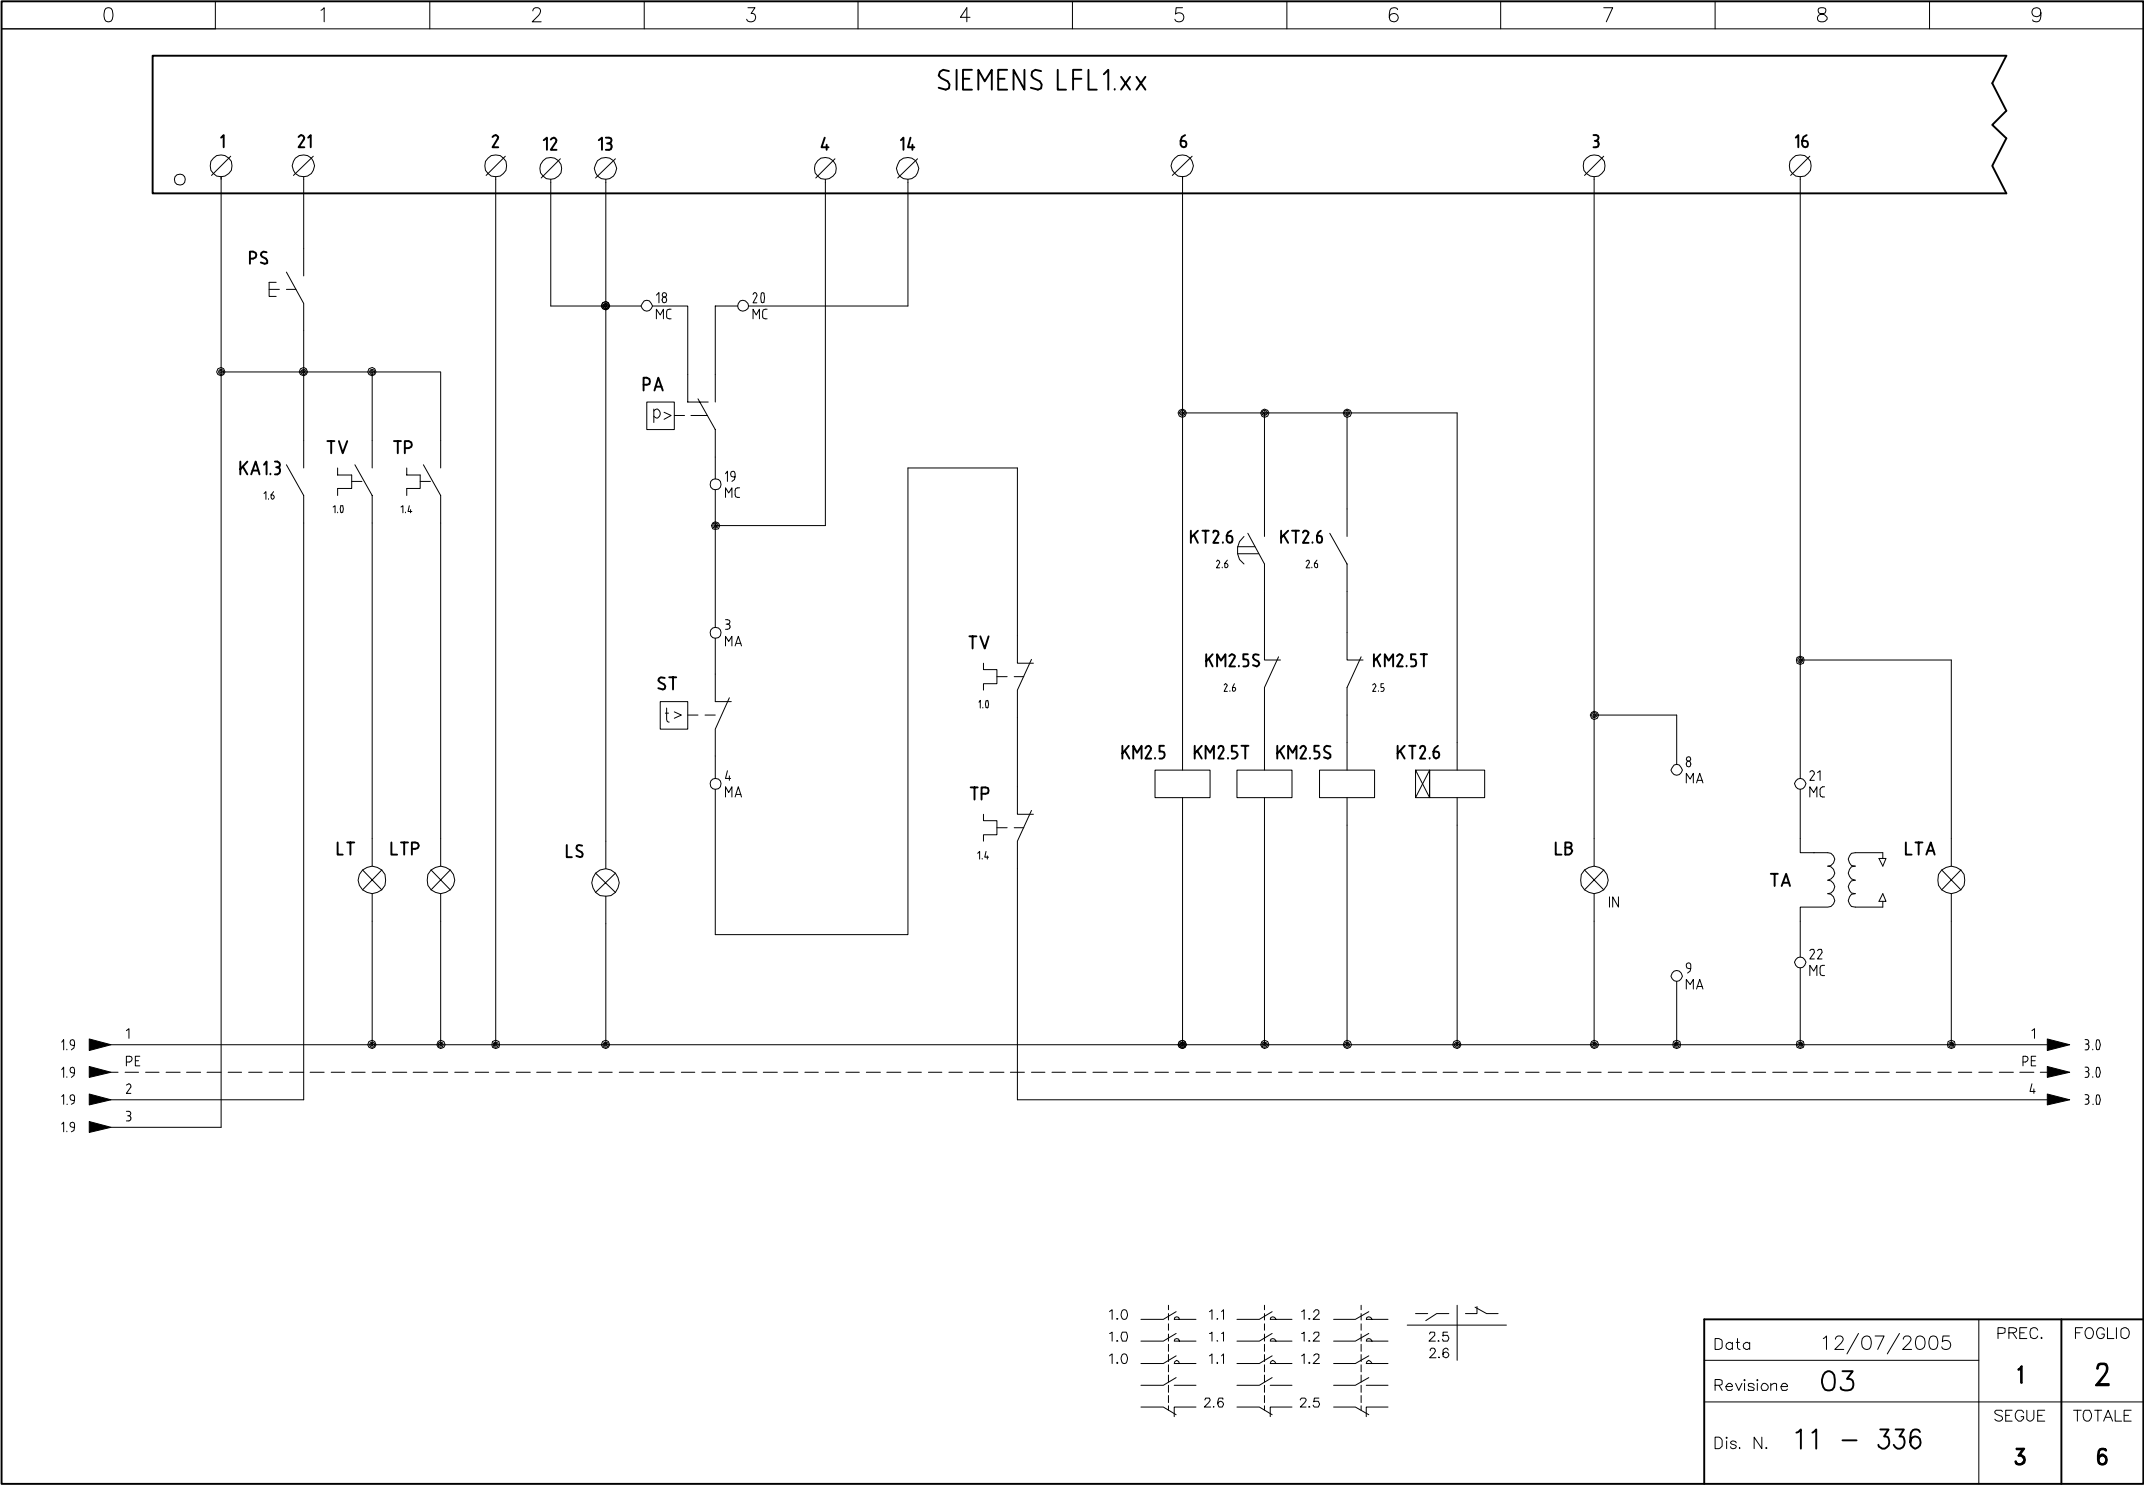 0 1 2 3 4 5 6 7 8 9
SIEMENS LFL1.xx
1 21 2 12 13 4 14 6 3 16
PS
E
18
MC
20
MC
PA
p>
TV TP
KA1.3
1.6
1.0
1.4
19
MC
KT2.6
2.6
KT2.6
2.6
3
MA
TV
1.0
KM2.5S
2.6
KM2.5T
2.5
ST
t>
4
MA
KM2.5 KM2.5T KM2.5S KT2.6
8
MA
21
MC
TP
1.4
LT LTP
LS
LB
IN
TA
LTA
9
MA
22
MC
1.9 1 1 3.0
1.9 PE PE 3.0
1.9 2 4 3.0
1.9 3
1.0 1.1 1.2
1.0 1.1 1.2 2.5
1.0 1.1 1.2 2.6
2.6 2.5
Data 12/07/2005
Revisione 03
Dis. N. 11 - 336
PREC. FOGLIO
1 2
SEGUE TOTALE
3 6